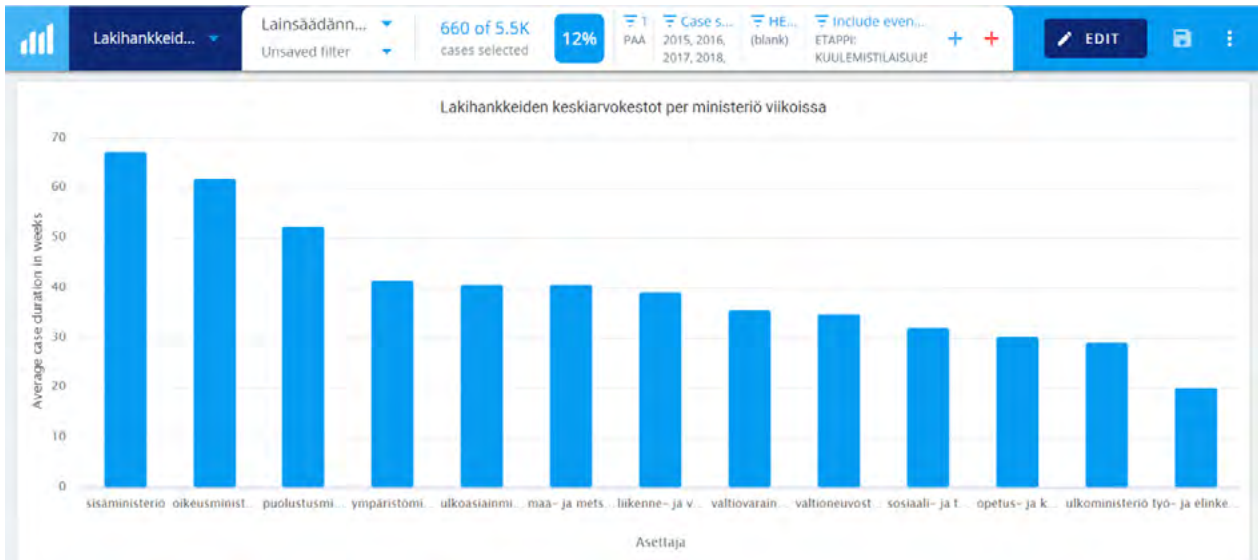 Lakihankkeid...
Lainsäädänn...
Unsaved filter
660 of 5.5K
cases selected
12%
1
PAA
Case s...
2015, 2016,
2017, 2018,
HE...
(blank)
Include even...
ETAPPI:
KUULEMISTILAISUUS
EDIT
Lakihankkeiden keskiarvokestot per ministeriö viikoissa
Average case duration in weeks
70
60
50
40
30
20
10
0
sisäministeriö oikeusminist... puolustusmi... ympäristömi... ulkoasiainmi... maa- ja mets... liikenne- ja v... valtiovarain... valtioneuvost... sosiaali- ja t... opetus- ja k... ulkoministeriö työ- ja elinke...
Asettaja